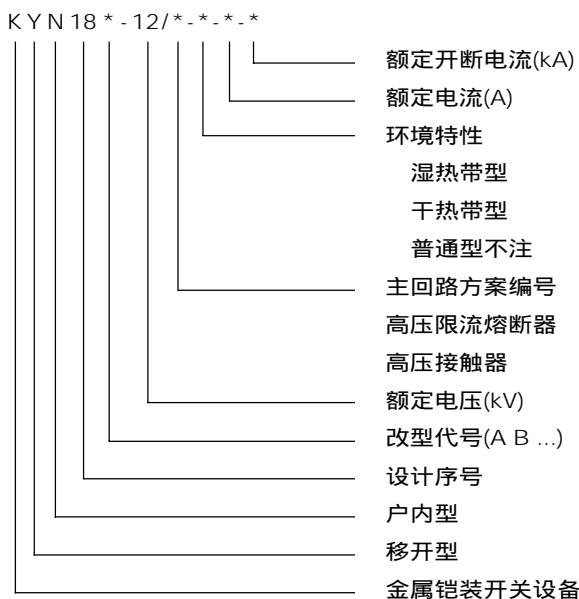 KYN18*-12/*-*-*-*
额定开断电流(kA)
额定电流(A)
环境特性
湿热带型
干热带型
普通型不注
主回路方案编号
高压限流熔断器
高压接触器
额定电压(kV)
改型代号(A B ...)
设计序号
户内型
移开型
金属铠装开关设备